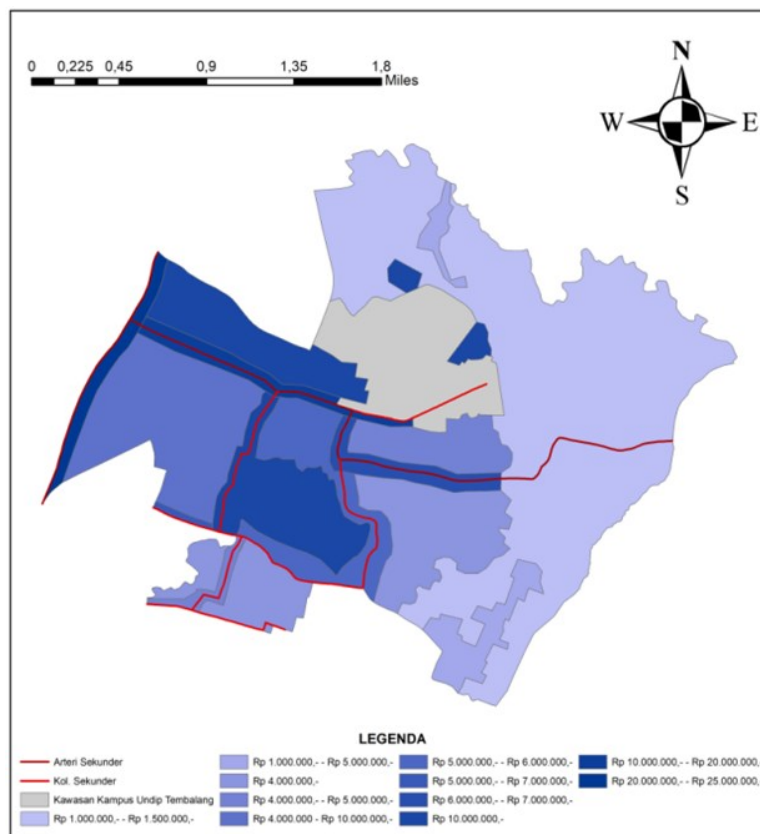 0 0,225 0,45 0,9 1,35 1,8
Miles
N
W E
S
LEGENDA
Arteri Sekunder
Kol. Sekunder
Kawasan Kampus Undip Tembalang
Rp 1.000.000,- - Rp 1.500.000,-
Rp 1.000.000,- - Rp 5.000.000,-
Rp 4.000.000,-
Rp 4.000.000,- - Rp 5.000.000,-
Rp 4.000.000 - Rp 10.000.000,-
Rp 5.000.000,- - Rp 6.000.000,-
Rp 5.000.000,- - Rp 7.000.000,-
Rp 6.000.000,- - Rp 7.000.000,-
Rp 10.000.000,-
Rp 10.000.000,- - Rp 20.000.000,-
Rp 20.000.000,- - Rp 25.000.000,-